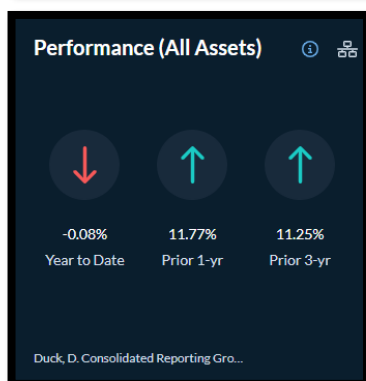 Performance (All Assets)
-0.08% 11.77% 11.25%
Year to Date Prior 1-yr Prior 3-yr
Duck, D. Consolidated Reporting Gro...